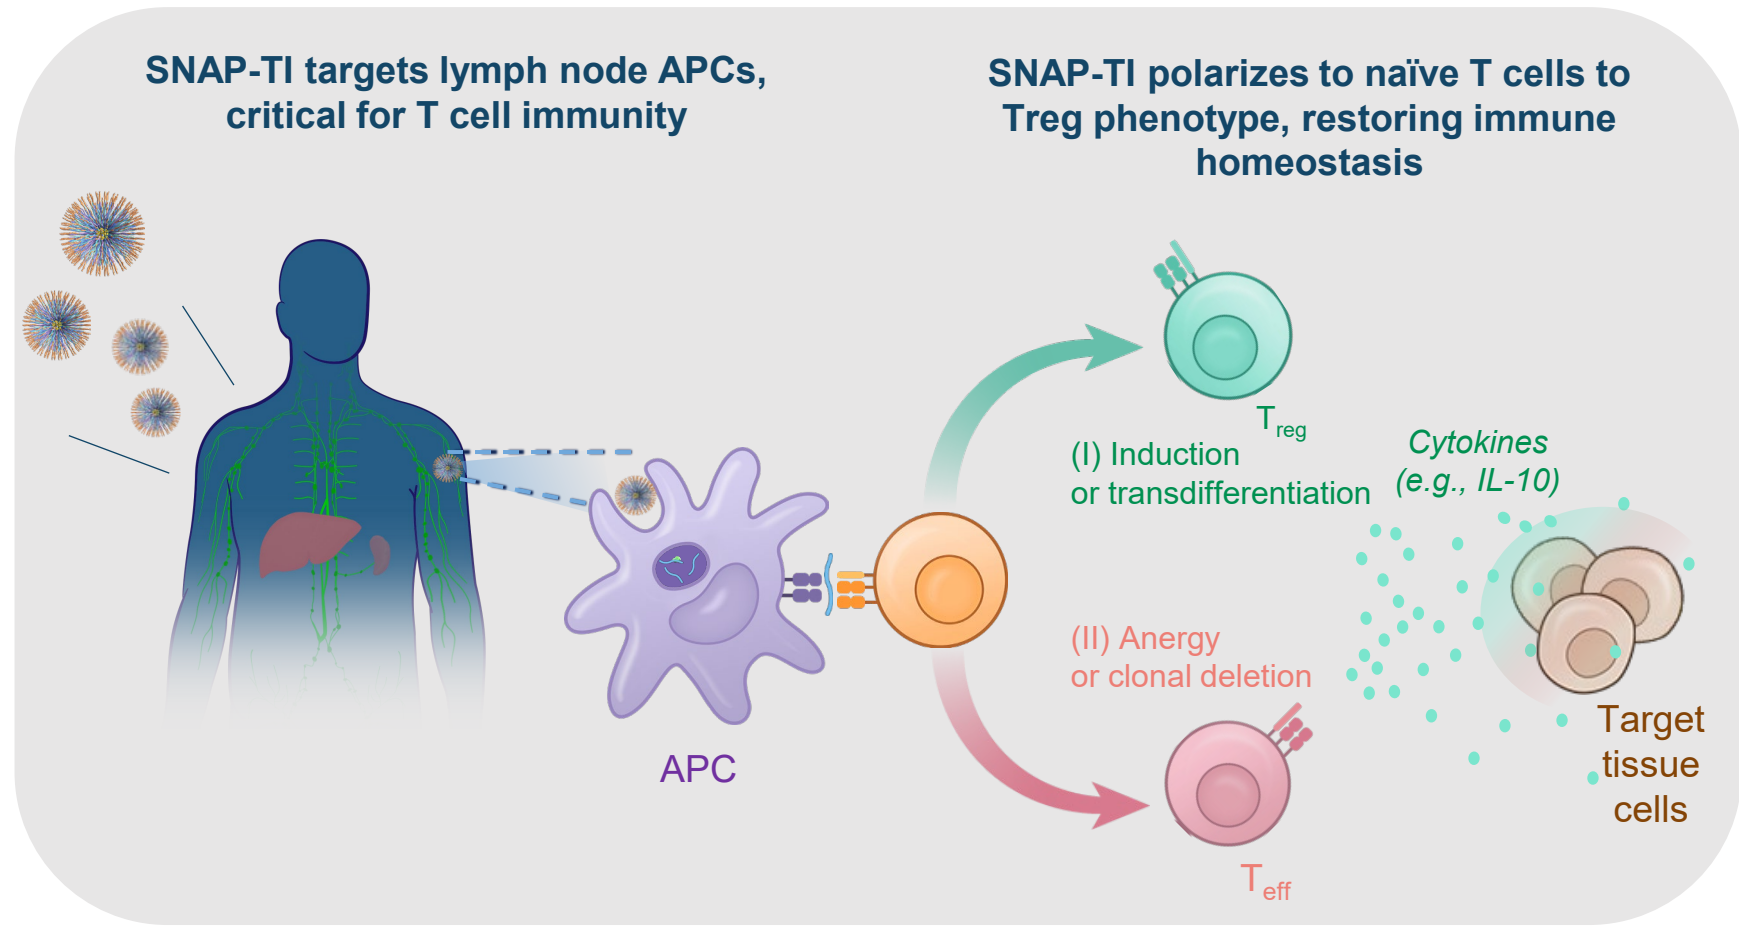 SNAP-TI targets lymph node APCs,
critical for T cell immunity
SNAP-TI polarizes to naïve T cells to
Treg phenotype, restoring immune
homeostasis
APC
Treg
(I) Induction
or transdifferentiation
Cytokines
(e.g., IL-10)
(II) Anergy
or clonal deletion
Teff
Target
tissue
cells